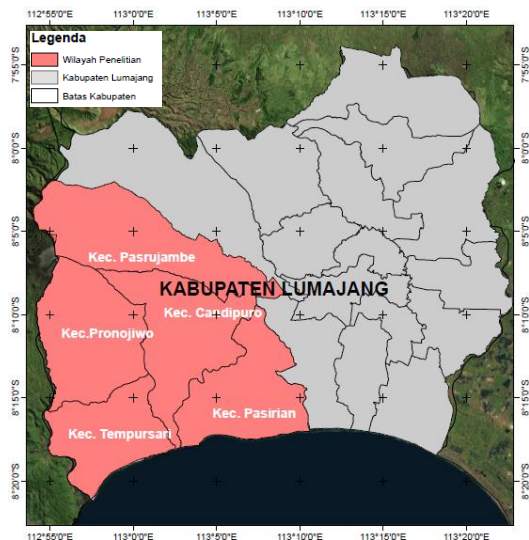 112°55'0"E 113°0'0"E 113°5'0"E 113°10'0"E 113°15'0"E 113°20'0"E
Legenda
Wilayah Penelitian
Kabupaten Lumajang
Batas Kabupaten
7°55'0"S 7°55'0"S
8°0'0"S 8°0'0"S
8°5'0"S 8°5'0"S
Kec. Pasrujambe
KABUPATEN LUMAJANG
8°10'0"S 8°10'0"S
Kec. Candipuro
Kec.Pronojiwo
8°15'0"S 8°15'0"S
Kec. Pasirian
Kec. Tempursari
8°20'0"S 8°20'0"S
112°55'0"E 113°0'0"E 113°5'0"E 113°10'0"E 113°15'0"E 113°20'0"E